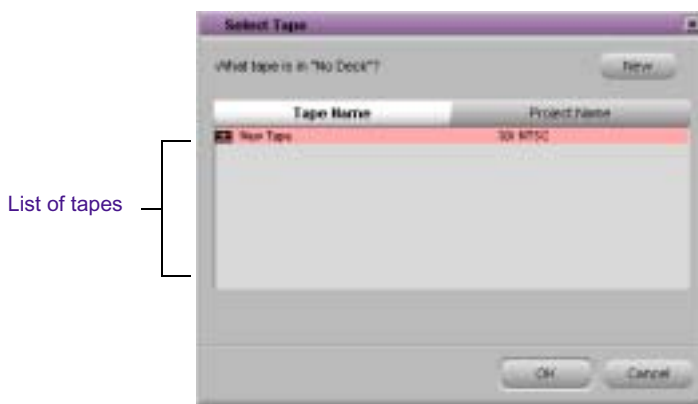 Select Tape
What tape is in "No Deck"?
New
Tape Name
Project Name
New Tape
NTSC
List of tapes
OK
Cancel